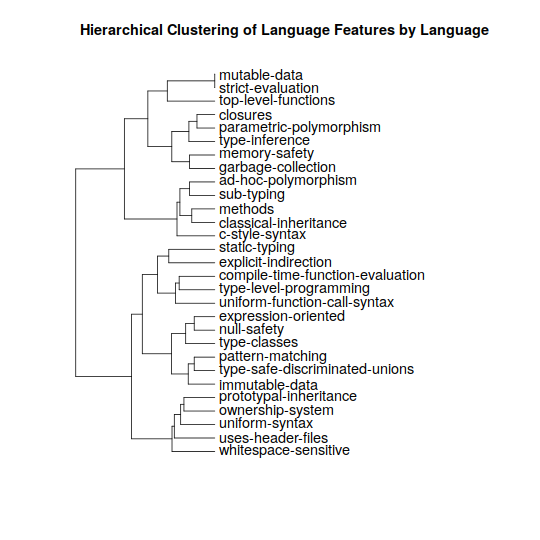 Hierarchical Clustering of Language Features by Language
mutable-data
strict-evaluation
top-level-functions
closures
parametric-polymorphism
type-inference
memory-safety
garbage-collection
ad-hoc-polymorphism
sub-typing
methods
classical-inheritance
c-style-syntax
static-typing
explicit-indirection
compile-time-function-evaluation
type-level-programming
uniform-function-call-syntax
expression-oriented
null-safety
type-classes
pattern-matching
type-safe-discriminated-unions
immutable-data
prototypal-inheritance
ownership-system
uniform-syntax
uses-header-files
whitespace-sensitive